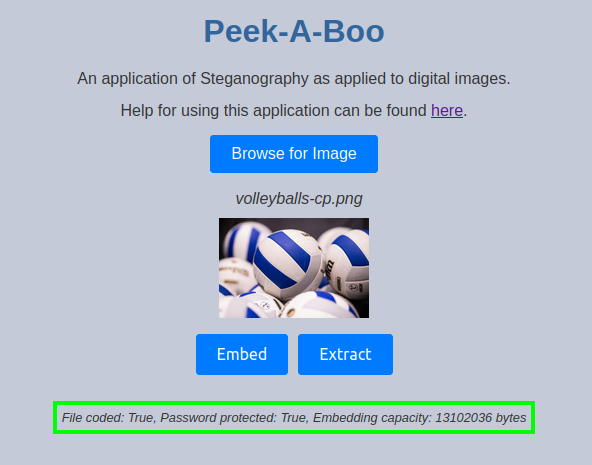 Peek-A-Boo
An application of Steganography as applied to digital images.
Help for using this application can be found here.
Browse for Image
volleyballs-cp.png
Embed
Extract
File coded: True, Password protected: True, Embedding capacity: 13102036 bytes